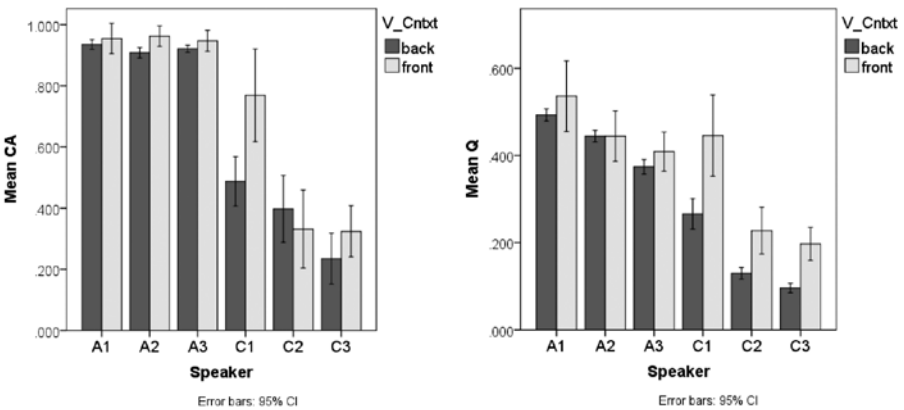 V_Cntxt
back
front
Mean CA
1.000
.800
.600
.400
.200
.000
A1 A2 A3 C1 C2 C3
Speaker
Error bars: 95% CI
V_Cntxt
back
front
Mean Q
.600
.400
.200
.000
A1 A2 A3 C1 C2 C3
Speaker
Error bars: 95% CI